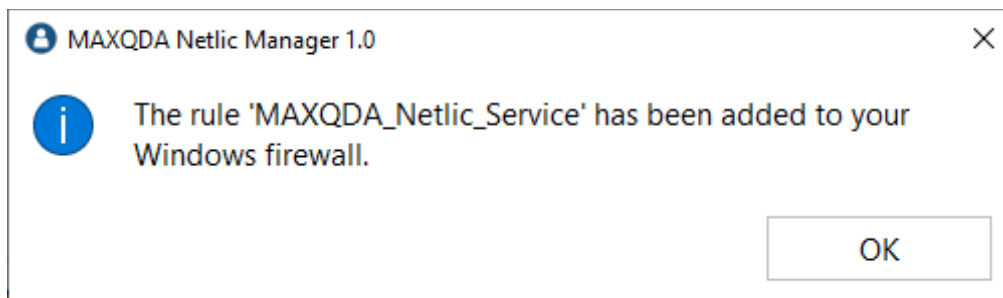 MAXQDA Netlic Manager 1.0
The rule 'MAXQDA_Netlic_Service' has been added to your
Windows firewall.
OK